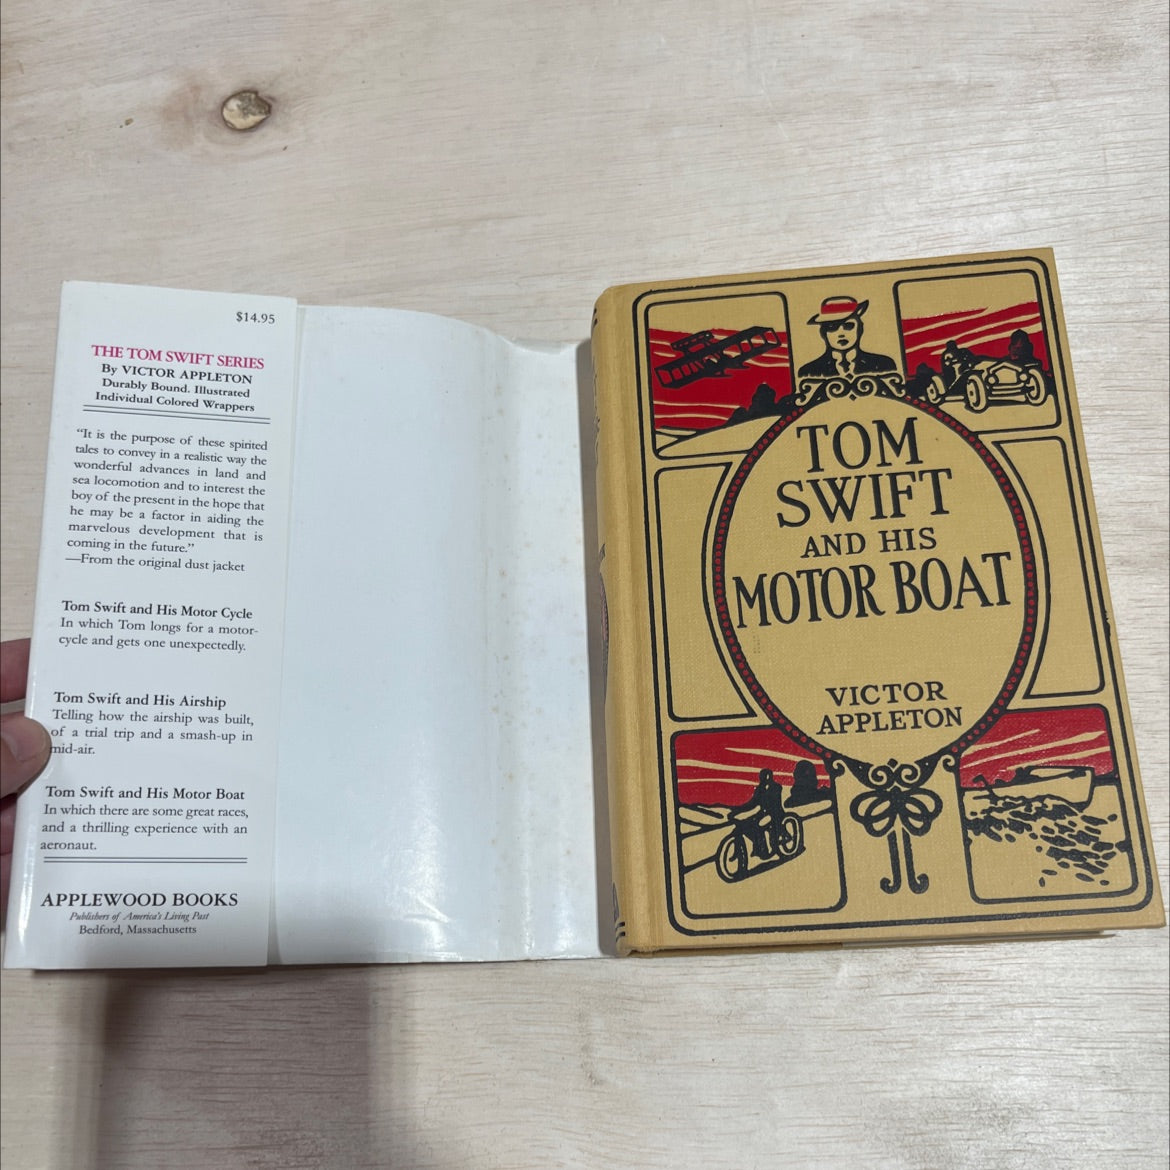 $14.95
THE TOM SWIFT SERIES
By VICTOR APPLETON
Durably Bound. Illustrated
Individual Colored Wrappers
“It is the purpose of these spirited
tales to convey in a realistic way the
wonderful advances in land and
sea locomotion and to interest the
boy of the present in the hope that
he may be a factor in aiding the
marvelous development that is
coming in the future.”
—From the original dust jacket
Tom Swift and His Motor Cycle
In which Tom longs for a motor-
cycle and gets one unexpectedly.
Tom Swift and His Airship
Telling how the airship was built,
of a trial trip and a smash-up in
mid-air.
Tom Swift and His Motor Boat
In which there are some great races,
and a thrilling experience with an
aeronaut.
APPLEWOOD BOOKS
Publishers of America's Living Past
Bedford, Massachusetts
TOM
SWIFT
AND HIS
MOTOR BOAT
VICTOR
APPLETON